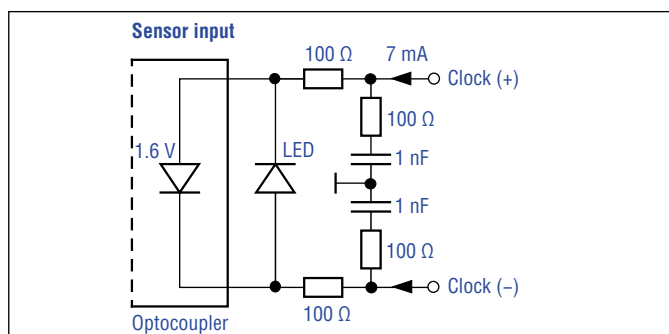 Sensor input
100 Ω
7 mA
Clock (+)
100 Ω
1.6 V
LED
1 nF
1 nF
100 Ω
Clock (–)
100 Ω
Optocoupler